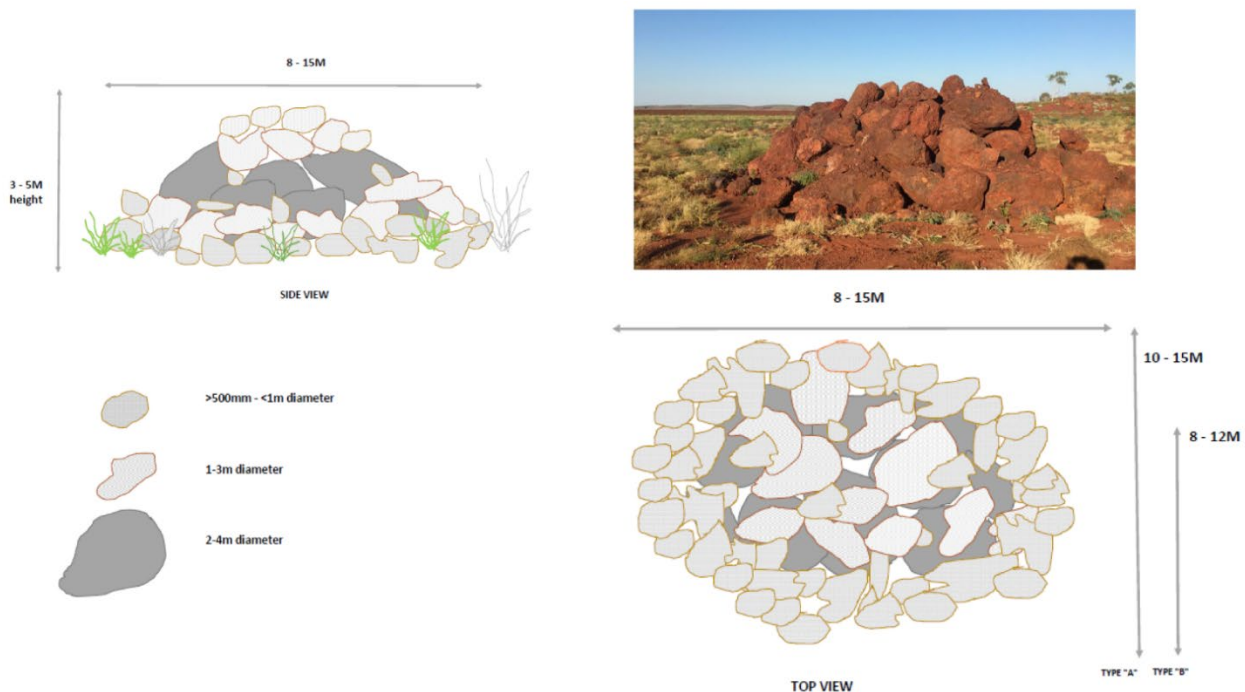 8 - 15M
3 - 5M
height
SIDE VIEW
>500mm - <1m diameter
1-3m diameter
2-4m diameter
8 - 15M
10 - 15M
8 - 12M
TYPE "A"
TYPE "B"
TOP VIEW